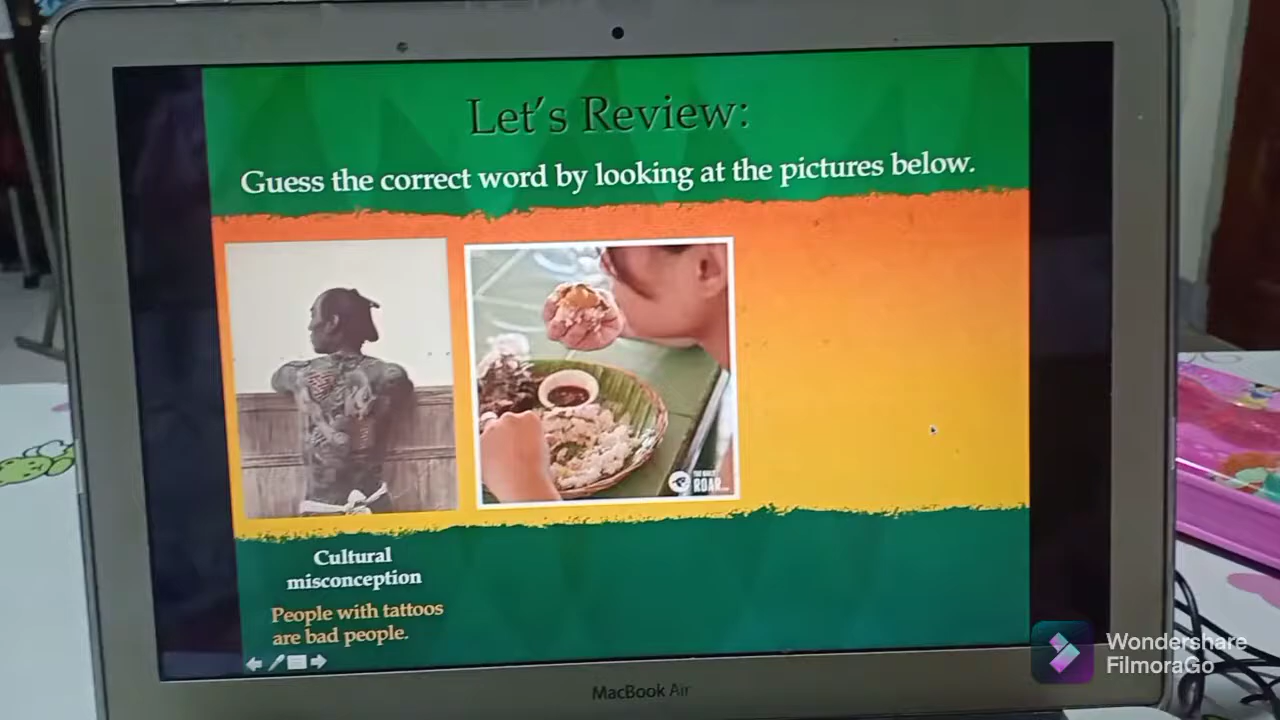 Let's Review:
Guess the correct word by looking at the pictures below.
ROAR
Cultural
misconception
People with tattoos
are bad people.
MacBook Air
Wondershare
FilmoraGo